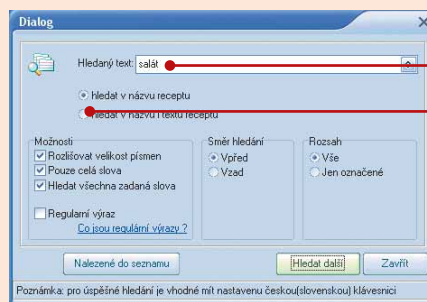 Dialog
Hledaný text: salát
hledat v názvu receptu
hledat v názvu i textu receptu
Možnosti
Rozlišovat velikost písmen
Pouze celá slova
Hledat všechna zadaná slova
Regulární výraz
Co jsou regulární výrazy ?
Směr hledání
Vpřed
Vzad
Rozsah
Vše
Jen označené
Nalezené do seznamu
Hledat další
Zavřít
Poznámka: pro úspěšné hledání je vhodné mít nastavenu českou(slovenskou) klávesnici